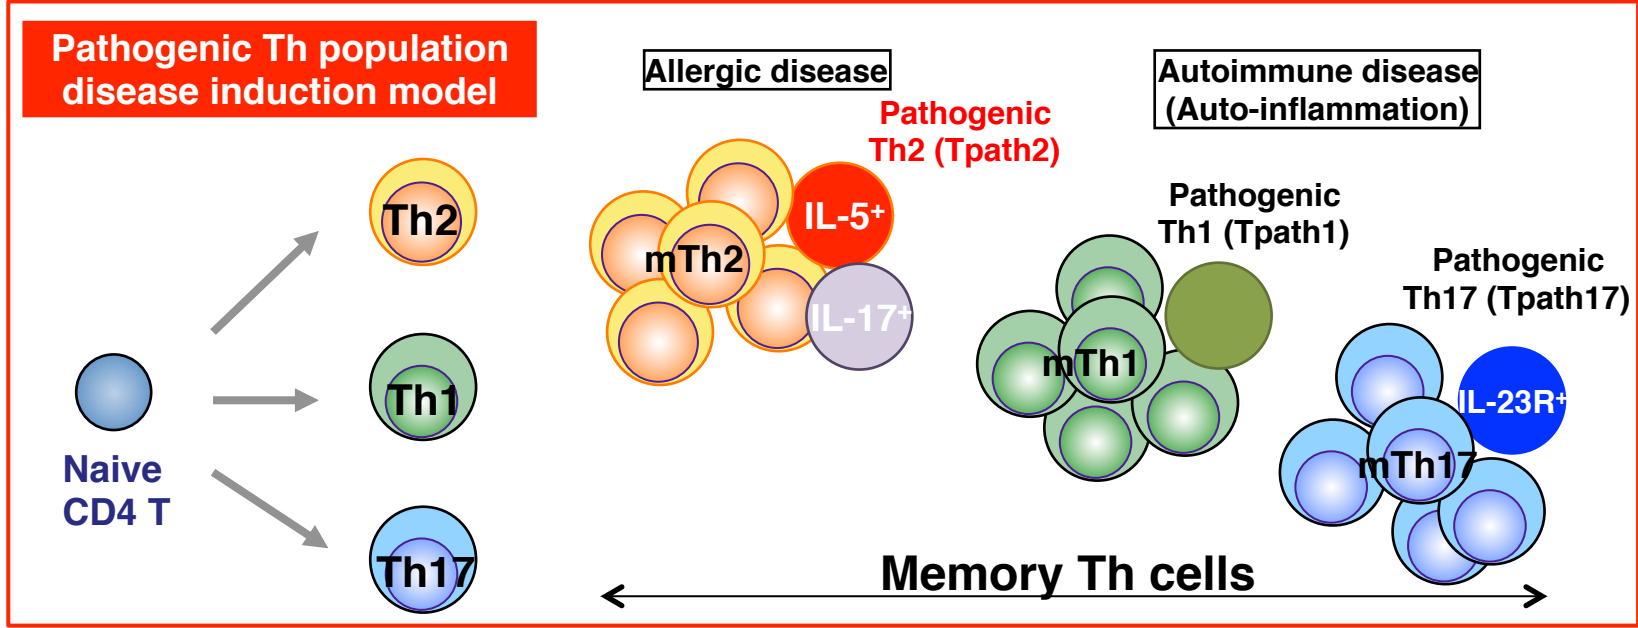 Pathogenic Th population
disease induction model
Allergic disease
Autoimmune disease
(Auto-inflammation)
Pathogenic
Th2 (Tpath2)
Pathogenic
Th1 (Tpath1)
Pathogenic
Th17 (Tpath17)
Th2
Th1
Th17
Naive
CD4 T
mTh2
IL-5⁺
IL-17⁺
mTh1
mTh17
IL-23R⁺
Memory Th cells